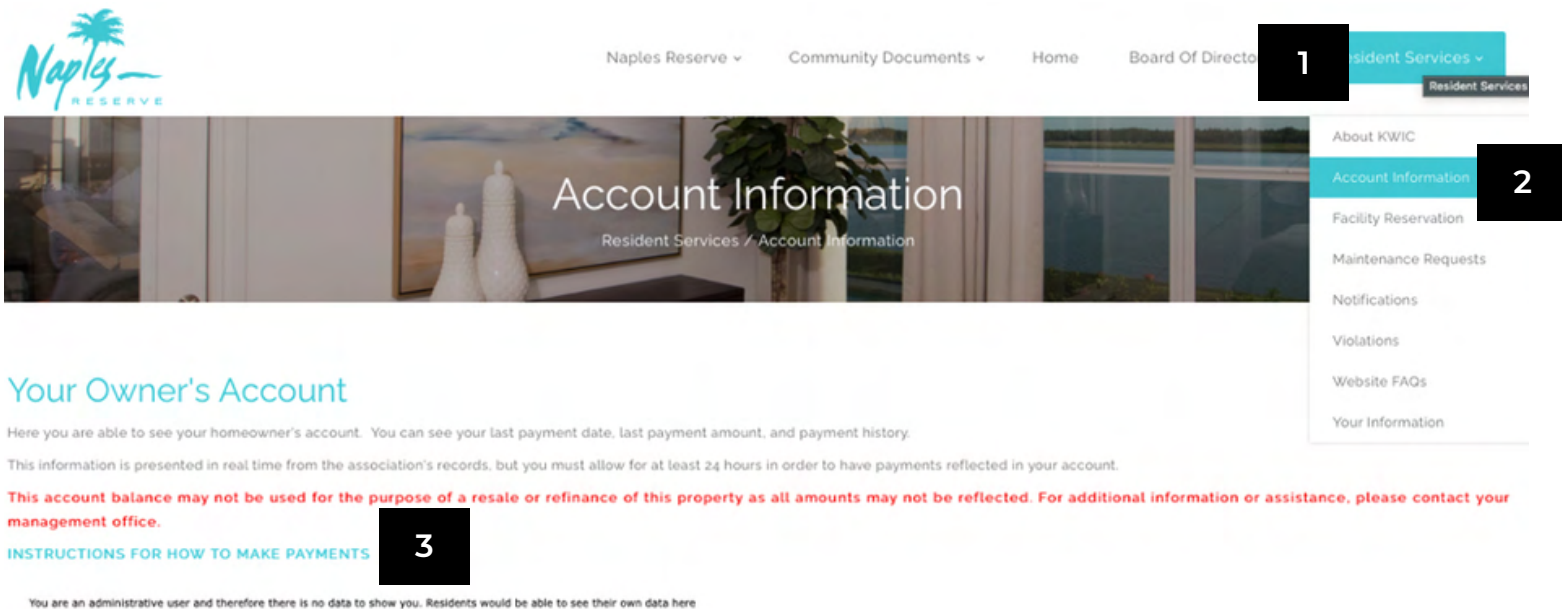 Naples
RESERVE
Naples Reserve
Community Documents
Home
Board Of Directo
1
sident Services
Resident Services
About KWIC
Account Information
2
Facility Reservation
Maintenance Requests
Notifications
Violations
Website FAQs
Your Information
Account Information
Resident Services / Account Information
Your Owner's Account
Here you are able to see your homeowner's account. You can see your last payment date, last payment amount, and payment history.
This information is presented in real time from the association's records, but you must allow for at least 24 hours in order to have payments reflected in your account.
This account balance may not be used for the purpose of a resale or refinance of this property as all amounts may not be reflected. For additional information or assistance, please contact your
management office.
INSTRUCTIONS FOR HOW TO MAKE PAYMENTS
3
You are an administrative user and therefore there is no data to show you. Residents would be able to see their own data here